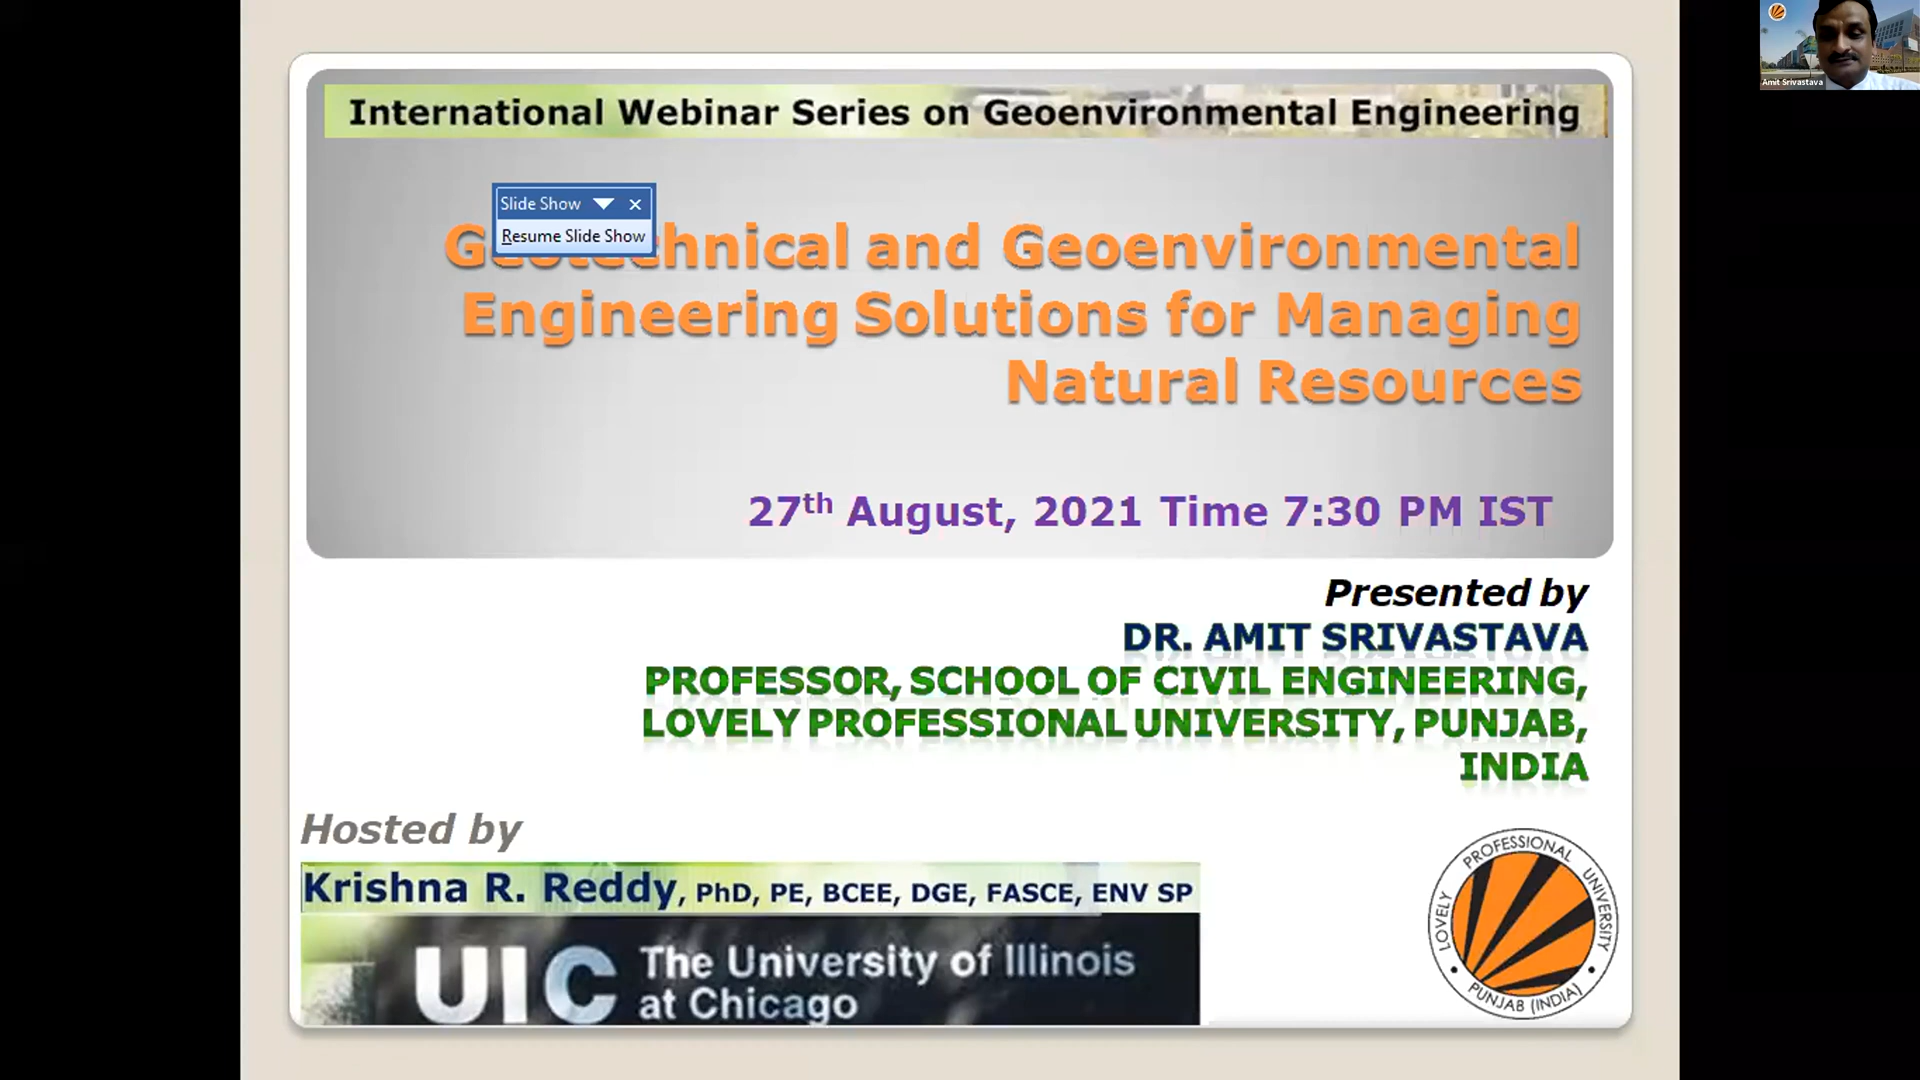 International Webinar Series on Geoenvironmental Engineering
Slide Show
Resume Slide Show
Geotechnical and Geoenvironmental
Engineering Solutions for Managing
Natural Resources
27th August, 2021 Time 7:30 PM IST
Presented by
DR. AMIT SRIVASTAVA
PROFESSOR, SCHOOL OF CIVIL ENGINEERING,
LOVELY PROFESSIONAL UNIVERSITY, PUNJAB,
INDIA
Hosted by
Krishna R. Reddy, PhD, PE, BCEE, DGE, FASCE, ENV SP
UIC The University of Illinois
at Chicago
LOVELY PROFESSIONAL UNIVERSITY
PUNJAB (INDIA)
Amit Srivastava